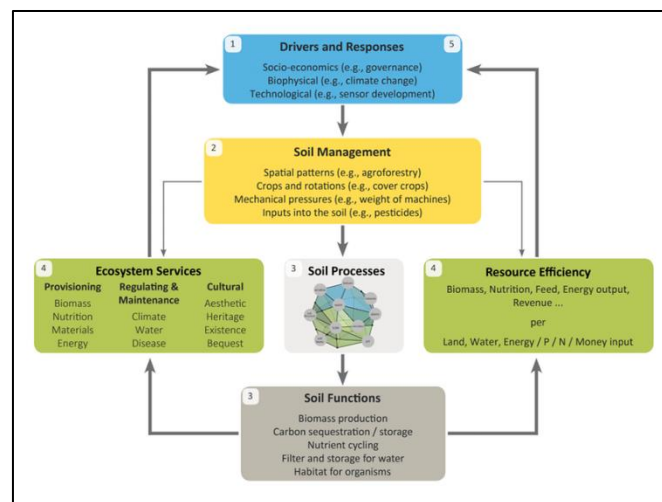 1
Drivers and Responses
5
Socio-economics (e.g., governance)
Biophysical (e.g., climate change)
Technological (e.g., sensor development)
2
Soil Management
Spatial patterns (e.g., agroforestry)
Crops and rotations (e.g., cover crops)
Mechanical pressures (e.g., weight of machines)
Inputs into the soil (e.g., pesticides)
4
Ecosystem Services
Provisioning
Biomass
Nutrition
Materials
Energy
Regulating &
Maintenance
Climate
Water
Disease
Cultural
Aesthetic
Heritage
Existence
Bequest
3
Soil Processes
4
Resource Efficiency
Biomass, Nutrition, Feed, Energy output,
Revenue ...
per
Land, Water, Energy / P / N / Money input
3
Soil Functions
Biomass production
Carbon sequestration / storage
Nutrient cycling
Filter and storage for water
Habitat for organisms